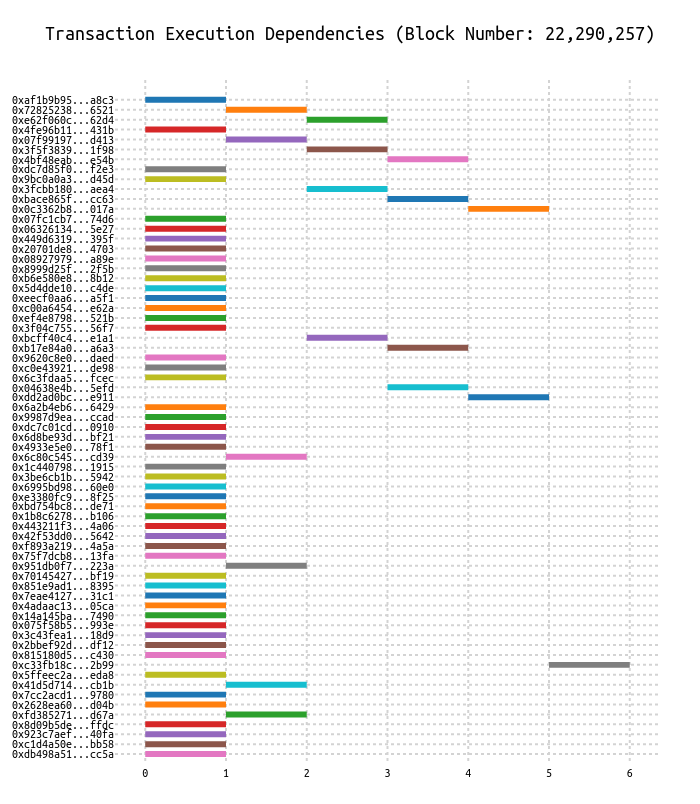 Transaction Execution Dependencies (Block Number: 22,290,257)
0xaf1b9b95...a8c3
0x72825238...6521
0xe62f060c...62d4
0x4fe96b11...431b
0x07f99197...d413
0x3f5f3839...1f98
0x4bf48eab...e54b
0xdc7d85f0...f2e3
0x9bc0a0a3...d45d
0x3fcbb180...aea4
0xbace865f...cc63
0x0c3362b8...017a
0x07fc1cb7...74d6
0x06326134...5e27
0x449d6319...395f
0x20701de8...4703
0x08927979...a89e
0x8999d25f...2f5b
0xb6e580e8...8b12
0x5d4dde10...c4de
0xeecf0aa6...a5f1
0xc00a6454...e62a
0xef4e8798...521b
0x3f04c755...56f7
0xbcff40c4...e1a1
0xb17e84a0...a6a3
0x9620c8e0...daed
0xc0e43921...de98
0x6c3fdaa5...fcec
0x04638e4b...5efd
0xdd2ad0bc...e911
0x6a2b4eb6...6429
0x9987d9ea...ccad
0xdc7c01cd...0910
0x6d8be93d...bf21
0x4933e5e0...78f1
0x6c80c545...cd39
0x1c440798...1915
0x3be6cb1b...5942
0x6995bd98...60e0
0xe3380fc9...8f25
0xbd754bc8...de71
0x1b8c6278...b106
0x443211f3...4a06
0x42f53dd0...5642
0xf893a219...4a5a
0x75f7dcb8...13fa
0x951db0f7...223a
0x70145427...bf19
0x851e9ad1...8395
0x7eae4127...31c1
0x4adaac13...05ca
0x14a145ba...7490
0x075f58b5...993e
0x3c43fea1...18d9
0x2bbef92d...df12
0x815180d5...c430
0xc33fb18c...2b99
0x5ffeec2a...eda8
0x41d5d714...cb1b
0x7cc2acd1...9780
0x2628ea60...d04b
0xfd385271...d67a
0x8d09b5de...ffdc
0x923c7aef...40fa
0xc1d4a50e...bb58
0xdb498a51...cc5a
0 1 2 3 4 5 6